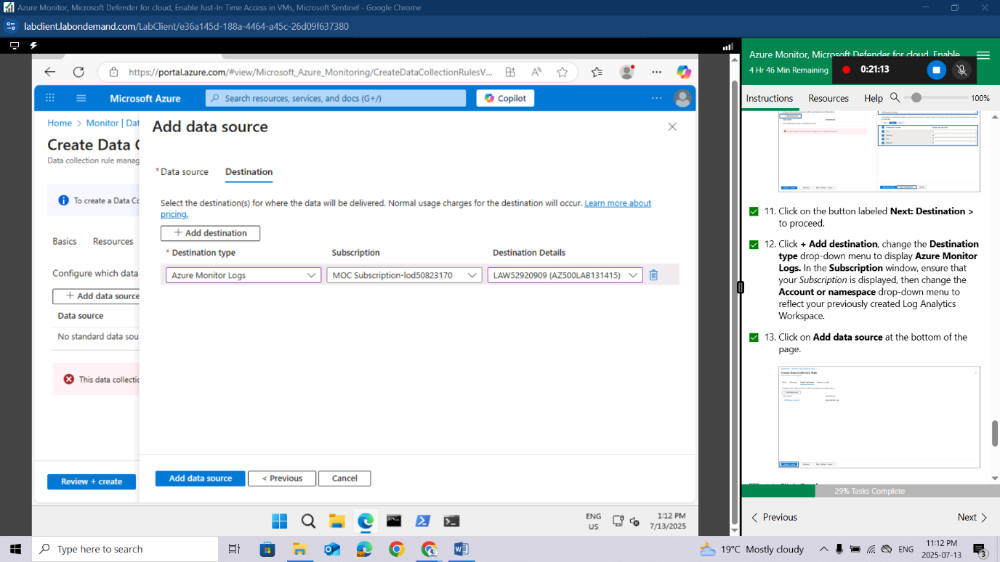 Azure Monitor, Microsoft Defender for cloud, Enable Just-In Time Access in VMs, Microsoft Sentinel - Google Chrome
labclient.labondemand.com/LabClient/e36a145d-188a-4464-a45c-26d09f637380
https://portal.azure.com/#view/Microsoft_Azure_Monitoring/CreateDataCollectionRulesV...
Microsoft Azure
Search resources, services, and docs (G+/)
Copilot
Home > Monitor | Dat
Create Data C
Data collection rule manag
To create a Data Co
Basics Resources
Configure which data
+ Add data source
Data source
No standard data sou
This data collectio
Review + create
Add data source
* Data source Destination
Select the destination(s) for where the data will be delivered. Normal usage charges for the destination will occur. Learn more about
pricing.
+ Add destination
* Destination type Subscription Destination Details
Azure Monitor Logs MOC Subscription-lod50823170 LAW52920909 (AZ500LAB131415)
Add data source < Previous Cancel
ENG
US
1:12 PM
7/13/2025
Azure Monitor, Microsoft Defender for cloud, Enable
4 Hr 46 Min Remaining
0:21:13
Instructions Resources Help 100%
11. Click on the button labeled Next: Destination >
to proceed.
12. Click + Add destination, change the Destination
type drop-down menu to display Azure Monitor
Logs. In the Subscription window, ensure that
your Subscription is displayed, then change the
Account or namespace drop-down menu to
reflect your previously created Log Analytics
Workspace.
13. Click on Add data source at the bottom of the
page.
Create Data Collection Rule
29% Tasks Complete
< Previous Next >
Type here to search
19°C Mostly cloudy
ENG
11:12 PM
2025-07-13
3